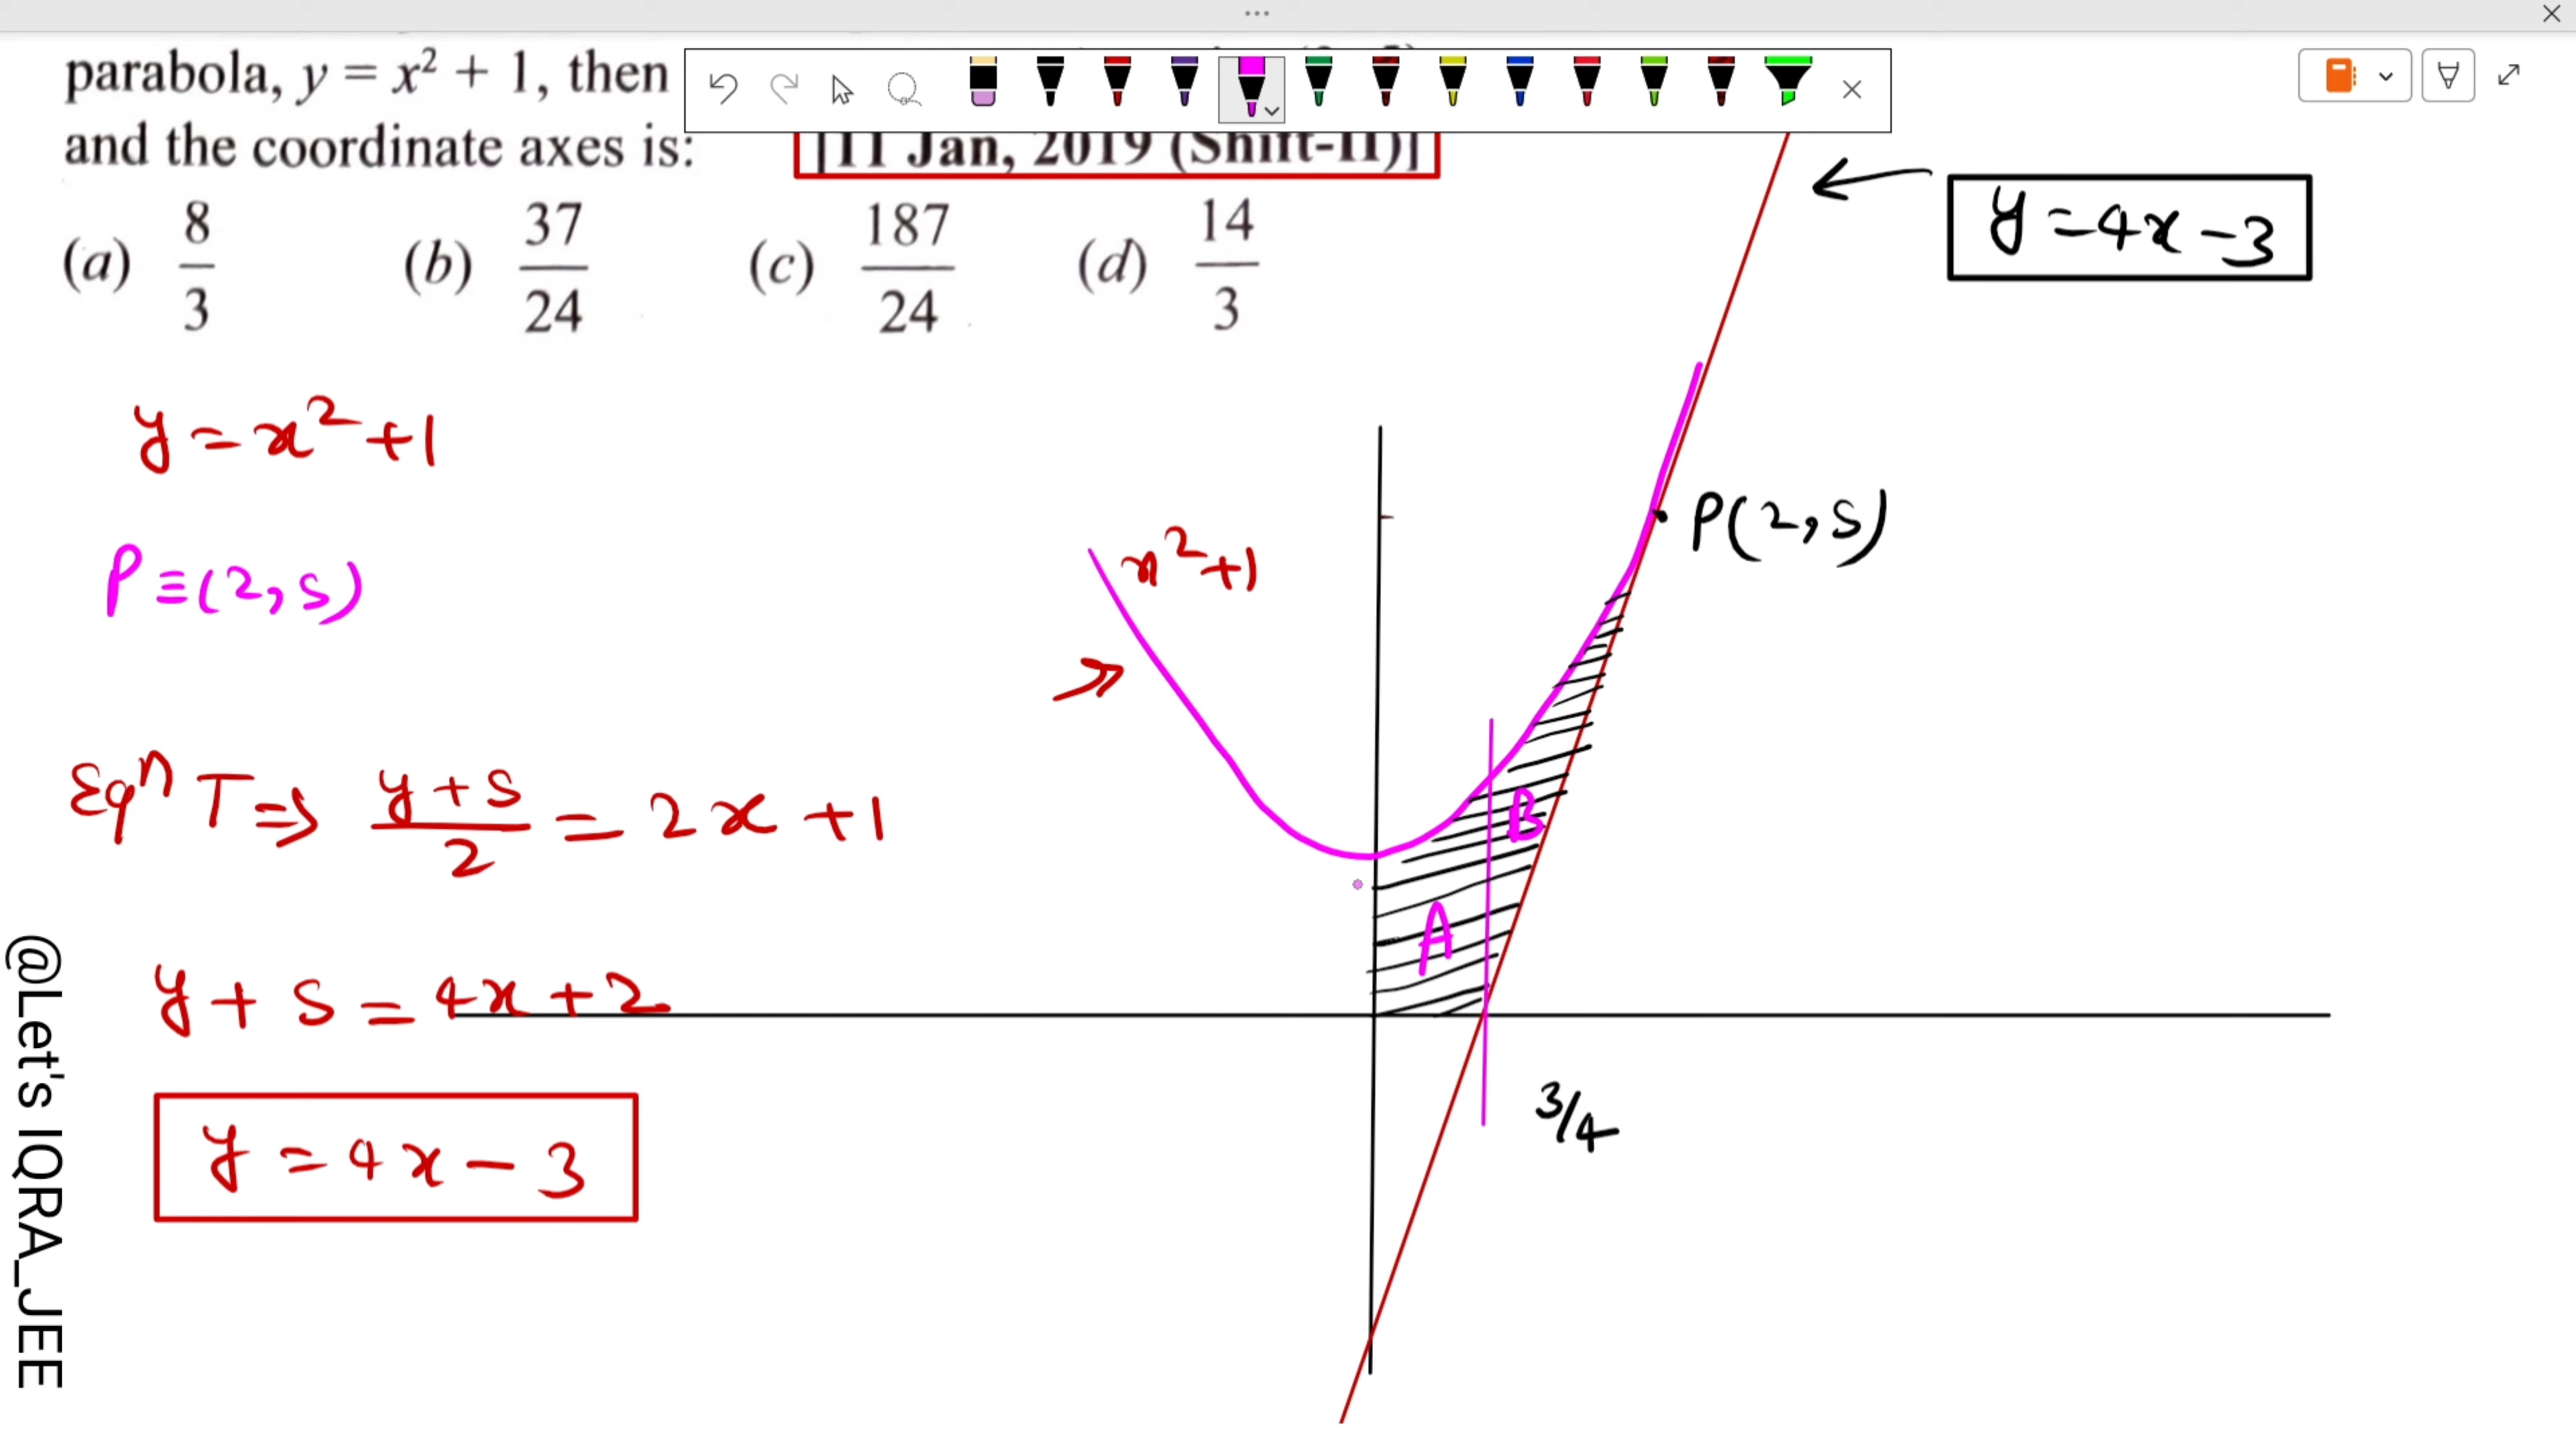 parabola, y = x² + 1, then
and the coordinate axes is:
[11 Jan, 2019 (Shift-II)]
(a) 8/3 (b) 37/24 (c) 187/24 (d) 14/3
y = 4x - 3
y = x² + 1
P ≡ (2, 5)
x² + 1
P(2, 5)
Eqⁿ T ⇒ (y + 5)/2 = 2x + 1
B
A
y + 5 = 4x + 2
3/4
y = 4x - 3
@Let's IQRA_JEE